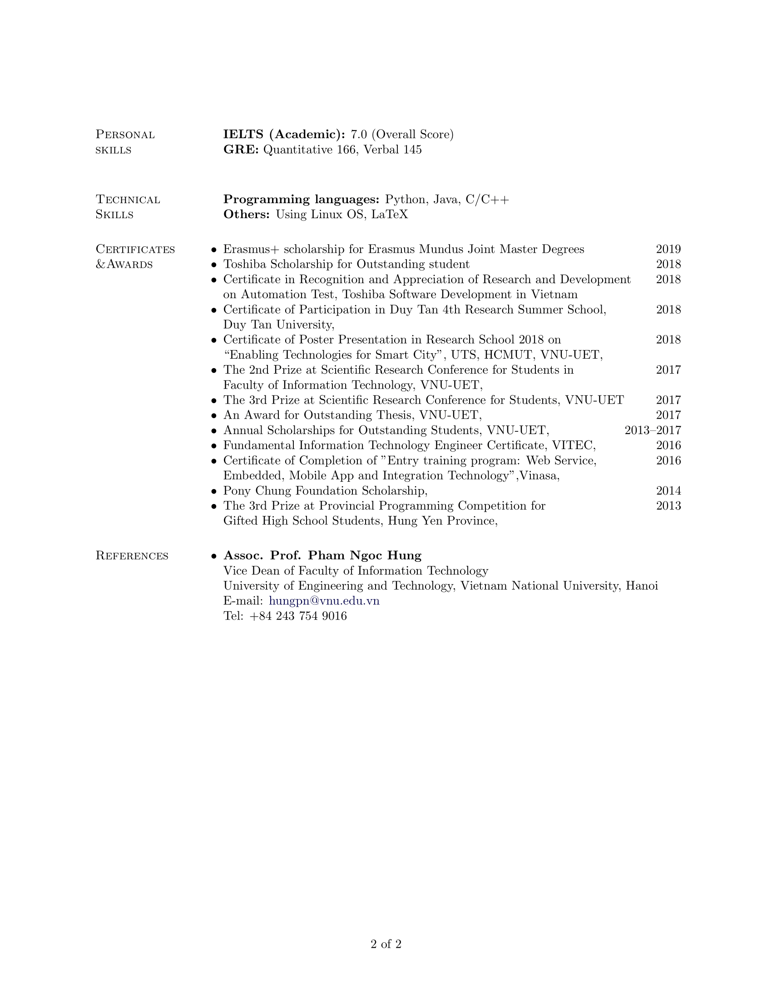 Personal
skills
IELTS (Academic): 7.0 (Overall Score)
GRE: Quantitative 166, Verbal 145
Technical
Skills
Programming languages: Python, Java, C/C++
Others: Using Linux OS, LaTeX
Certificates
&Awards
• Erasmus+ scholarship for Erasmus Mundus Joint Master Degrees 2019
• Toshiba Scholarship for Outstanding student 2018
• Certificate in Recognition and Appreciation of Research and Development 2018
on Automation Test, Toshiba Software Development in Vietnam
• Certificate of Participation in Duy Tan 4th Research Summer School, 2018
Duy Tan University,
• Certificate of Poster Presentation in Research School 2018 on 2018
“Enabling Technologies for Smart City”, UTS, HCMUT, VNU-UET,
• The 2nd Prize at Scientific Research Conference for Students in 2017
Faculty of Information Technology, VNU-UET,
• The 3rd Prize at Scientific Research Conference for Students, VNU-UET 2017
• An Award for Outstanding Thesis, VNU-UET, 2017
• Annual Scholarships for Outstanding Students, VNU-UET, 2013–2017
• Fundamental Information Technology Engineer Certificate, VITEC, 2016
• Certificate of Completion of ”Entry training program: Web Service, 2016
Embedded, Mobile App and Integration Technology”,Vinasa,
• Pony Chung Foundation Scholarship, 2014
• The 3rd Prize at Provincial Programming Competition for 2013
Gifted High School Students, Hung Yen Province,
References
• Assoc. Prof. Pham Ngoc Hung
Vice Dean of Faculty of Information Technology
University of Engineering and Technology, Vietnam National University, Hanoi
E-mail: hungpn@vnu.edu.vn
Tel: +84 243 754 9016
2 of 2